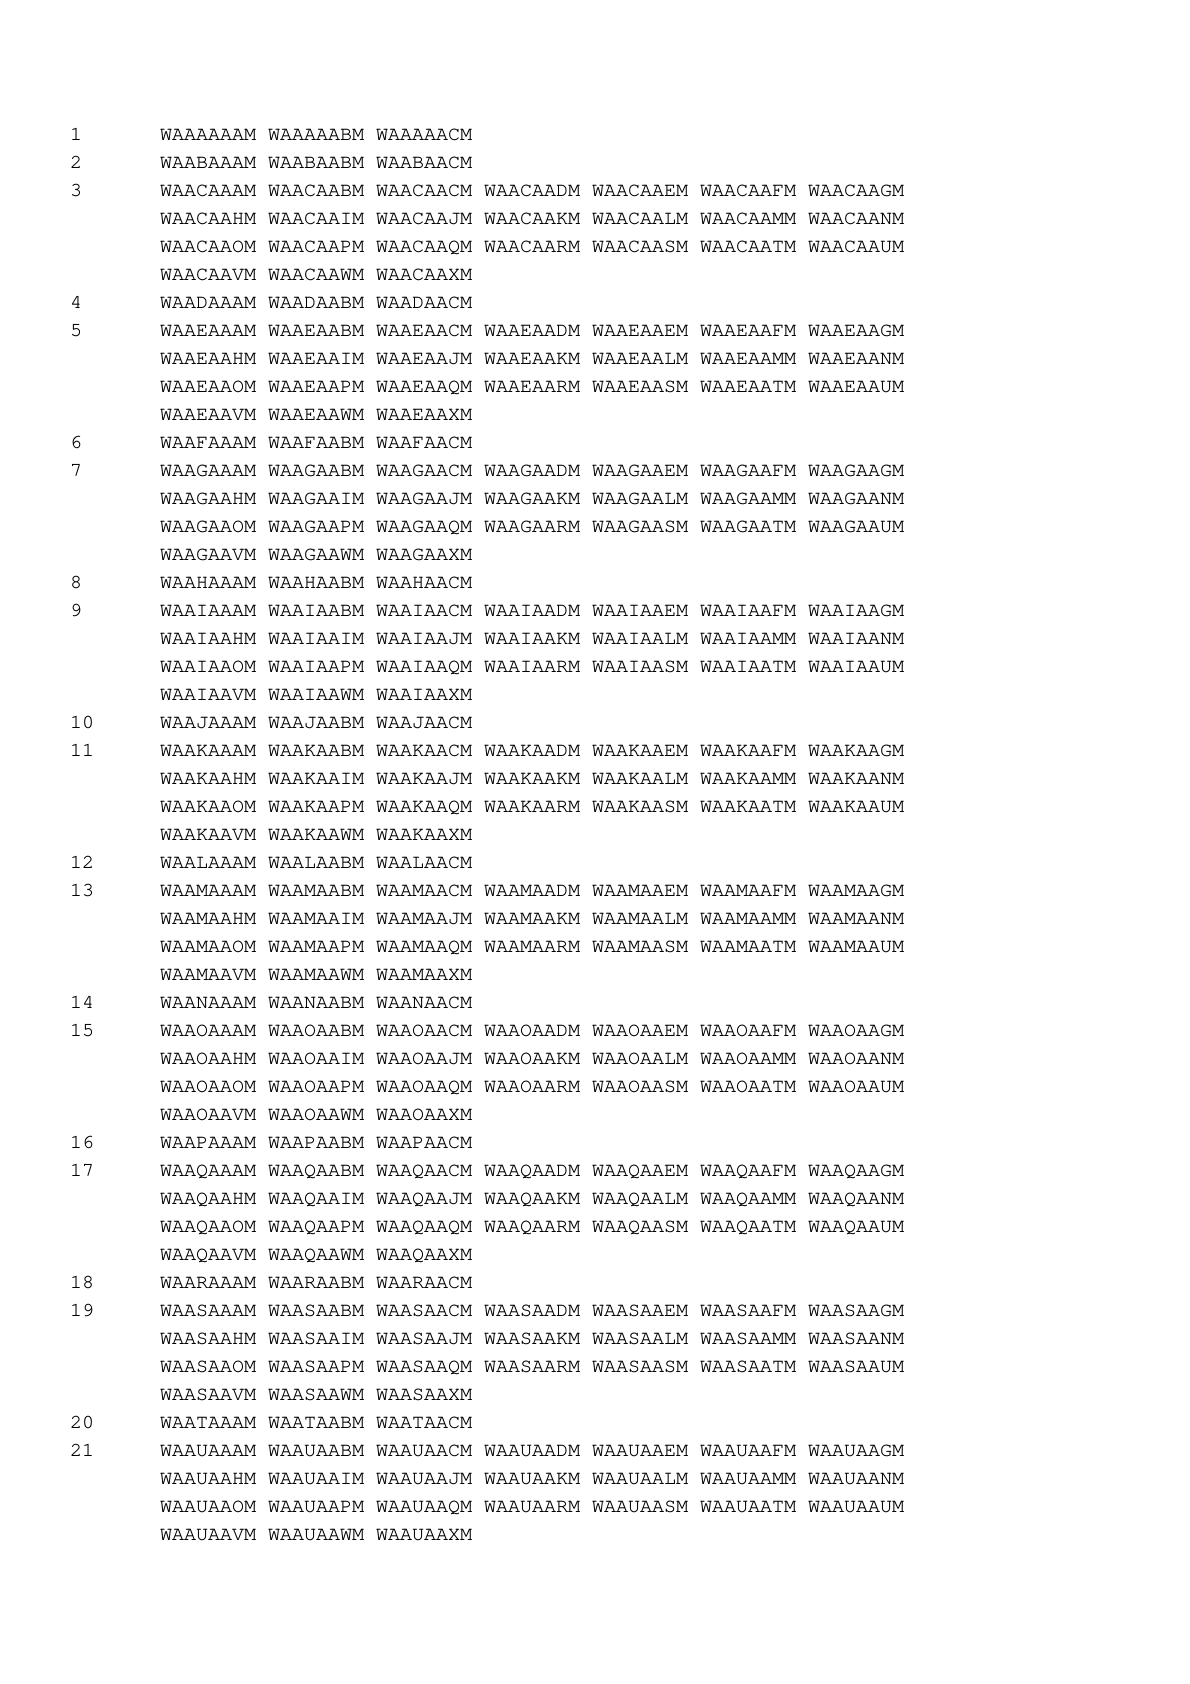 1 WAAAAAAM WAAAAABM WAAAAACM
2 WAABAAAM WAABAABM WAABAACM
3 WAACAAAM WAACAABM WAACAACM WAACAADM WAACAAEM WAACAAFM WAACAAGM
WAACAAHM WAACAAIM WAACAAJM WAACAAKM WAACAALM WAACAAMM WAACAANM
WAACAAOM WAACAAPM WAACAAQM WAACAARM WAACAASM WAACAATM WAACAAUM
WAACAAVM WAACAAWM WAACAAXM
4 WAADAAAM WAADAABM WAADAACM
5 WAAEAAAM WAAEAABM WAAEAACM WAAEAADM WAAEAAEM WAAEAAFM WAAEAAGM
WAAEAAHM WAAEAAIM WAAEAAJM WAAEAAKM WAAEAALM WAAEAAMM WAAEAANM
WAAEAAOM WAAEAAPM WAAEAAQM WAAEAARM WAAEAASM WAAEAATM WAAEAAUM
WAAEAAVM WAAEAAWM WAAEAAXM
6 WAAFAAAM WAAFAABM WAAFAACM
7 WAAGAAAM WAAGAABM WAAGAACM WAAGAADM WAAGAAEM WAAGAAFM WAAGAAGM
WAAGAAHM WAAGAAIM WAAGAAJM WAAGAAKM WAAGAALM WAAGAAMM WAAGAANM
WAAGAAOM WAAGAAPM WAAGAAQM WAAGAARM WAAGAASM WAAGAATM WAAGAAUM
WAAGAAVM WAAGAAWM WAAGAAXM
8 WAAHAAAM WAAHAABM WAAHAACM
9 WAAIAAAM WAAIAABM WAAIAACM WAAIAADM WAAIAAEM WAAIAAFM WAAIAAGM
WAAIAAHM WAAIAAIM WAAIAAJM WAAIAAKM WAAIAALM WAAIAAMM WAAIAANM
WAAIAAOM WAAIAAPM WAAIAAQM WAAIAARM WAAIAASM WAAIAATM WAAIAAUM
WAAIAAVM WAAIAAWM WAAIAAXM
10 WAAJAAAM WAAJAABM WAAJAACM
11 WAAKAAAM WAAKAABM WAAKAACM WAAKAADM WAAKAAEM WAAKAAFM WAAKAAGM
WAAKAAHM WAAKAAIM WAAKAAJM WAAKAAKM WAAKAALM WAAKAAMM WAAKAANM
WAAKAAOM WAAKAAPM WAAKAAQM WAAKAARM WAAKAASM WAAKAATM WAAKAAUM
WAAKAAVM WAAKAAWM WAAKAAXM
12 WAALAAAM WAALAABM WAALAACM
13 WAAMAAAM WAAMAABM WAAMAACM WAAMAADM WAAMAAEM WAAMAAFM WAAMAAGM
WAAMAAHM WAAMAAIM WAAMAAJM WAAMAAKM WAAMAALM WAAMAAMM WAAMAANM
WAAMAAOM WAAMAAPM WAAMAAQM WAAMAARM WAAMAASM WAAMAATM WAAMAAUM
WAAMAAVM WAAMAAWM WAAMAAXM
14 WAANAAAM WAANAABM WAANAACM
15 WAAOAAAM WAAOAABM WAAOAACM WAAOAADM WAAOAAEM WAAOAAFM WAAOAAGM
WAAOAAHM WAAOAAIM WAAOAAJM WAAOAAKM WAAOAALM WAAOAAMM WAAOAANM
WAAOAAOM WAAOAAPM WAAOAAQM WAAOAARM WAAOAASM WAAOAATM WAAOAAUM
WAAOAAVM WAAOAAWM WAAOAAXM
16 WAAPAAAM WAAPAABM WAAPAACM
17 WAAQAAAM WAAQAABM WAAQAACM WAAQAADM WAAQAAEM WAAQAAFM WAAQAAGM
WAAQAAHM WAAQAAIM WAAQAAJM WAAQAAKM WAAQAALM WAAQAAMM WAAQAANM
WAAQAAOM WAAQAAPM WAAQAAQM WAAQAARM WAAQAASM WAAQAATM WAAQAAUM
WAAQAAVM WAAQAAWM WAAQAAXM
18 WAARAAAM WAARAABM WAARAACM
19 WAASAAAM WAASAABM WAASAACM WAASAADM WAASAAEM WAASAAFM WAASAAGM
WAASAAHM WAASAAIM WAASAAJM WAASAAKM WAASAALM WAASAAMM WAASAANM
WAASAAOM WAASAAPM WAASAAQM WAASAARM WAASAASM WAASAATM WAASAAUM
WAASAAVM WAASAAWM WAASAAXM
20 WAATAAAM WAATAABM WAATAACM
21 WAAUAAAM WAAUAABM WAAUAACM WAAUAADM WAAUAAEM WAAUAAFM WAAUAAGM
WAAUAAHM WAAUAAIM WAAUAAJM WAAUAAKM WAAUAALM WAAUAAMM WAAUAANM
WAAUAAOM WAAUAAPM WAAUAAQM WAAUAARM WAAUAASM WAAUAATM WAAUAAUM
WAAUAAVM WAAUAAWM WAAUAAXM